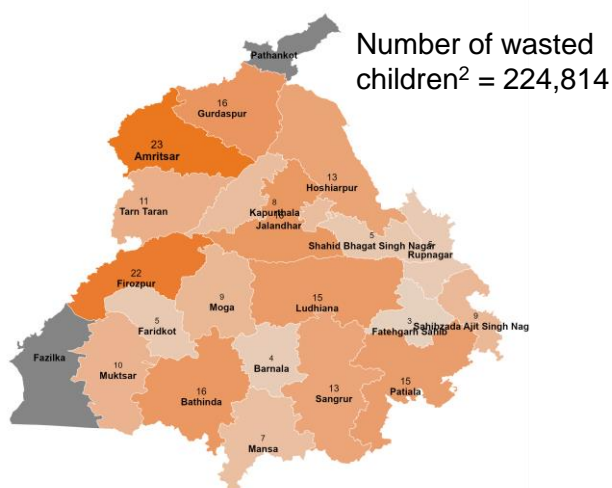 Number of wasted
children² = 224,814
Pathankot
16
Gurdaspur
23
Amritsar
13
Hoshiarpur
11
Tarn Taran
8
Kapurthala
16
Jalandhar
5
Shahid Bhagat Singh Nagar
5
Rupnagar
22
Firozpur
9
Moga
15
Ludhiana
5
Faridkot
3
Fatehgarh Sahib
9
Sahibzada Ajit Singh Nag
Fazilka
10
Muktsar
16
Bathinda
4
Barnala
13
Sangrur
15
Patiala
7
Mansa